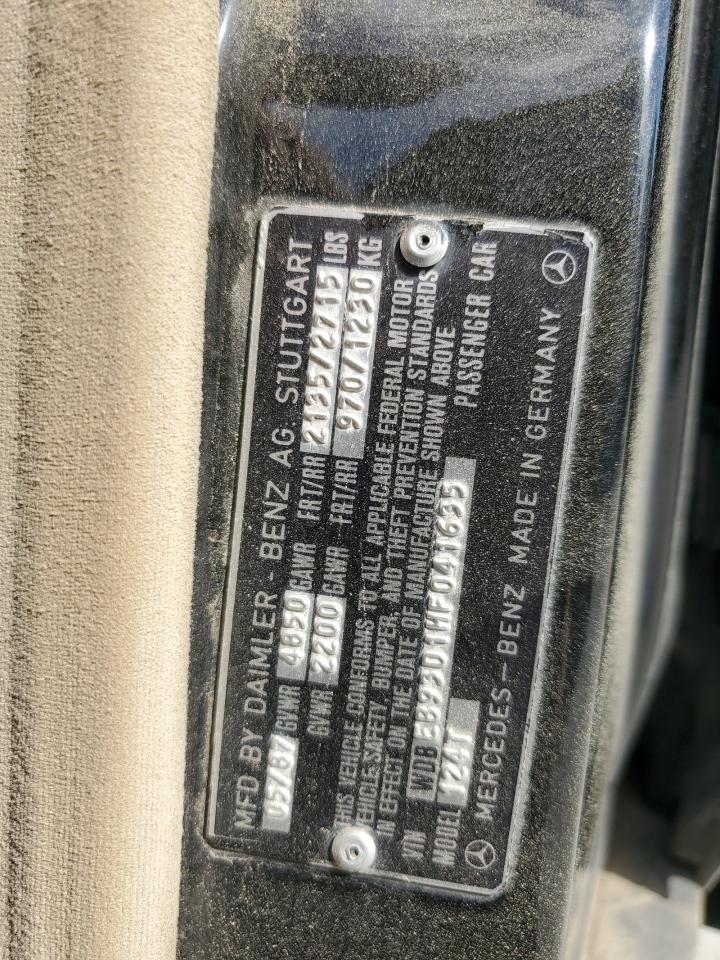 MFD BY DAIMLER - BENZ AG. STUTTGART
05/87 GVWR 4850 GAWR FRT/RR 2135/2715 LBS
GVWR 2200 GAWR FRT/RR 970/1230 KG
THIS VEHICLE CONFORMS TO ALL APPLICABLE FEDERAL MOTOR
VEHICLE SAFETY, BUMPER, AND THEFT PREVENTION STANDARDS
IN EFFECT ON THE DATE OF MANUFACTURE SHOWN ABOVE
V/N WDB EB9330 1HF041635
MODEL 124T PASSENGER CAR
MERCEDES - BENZ MADE IN GERMANY